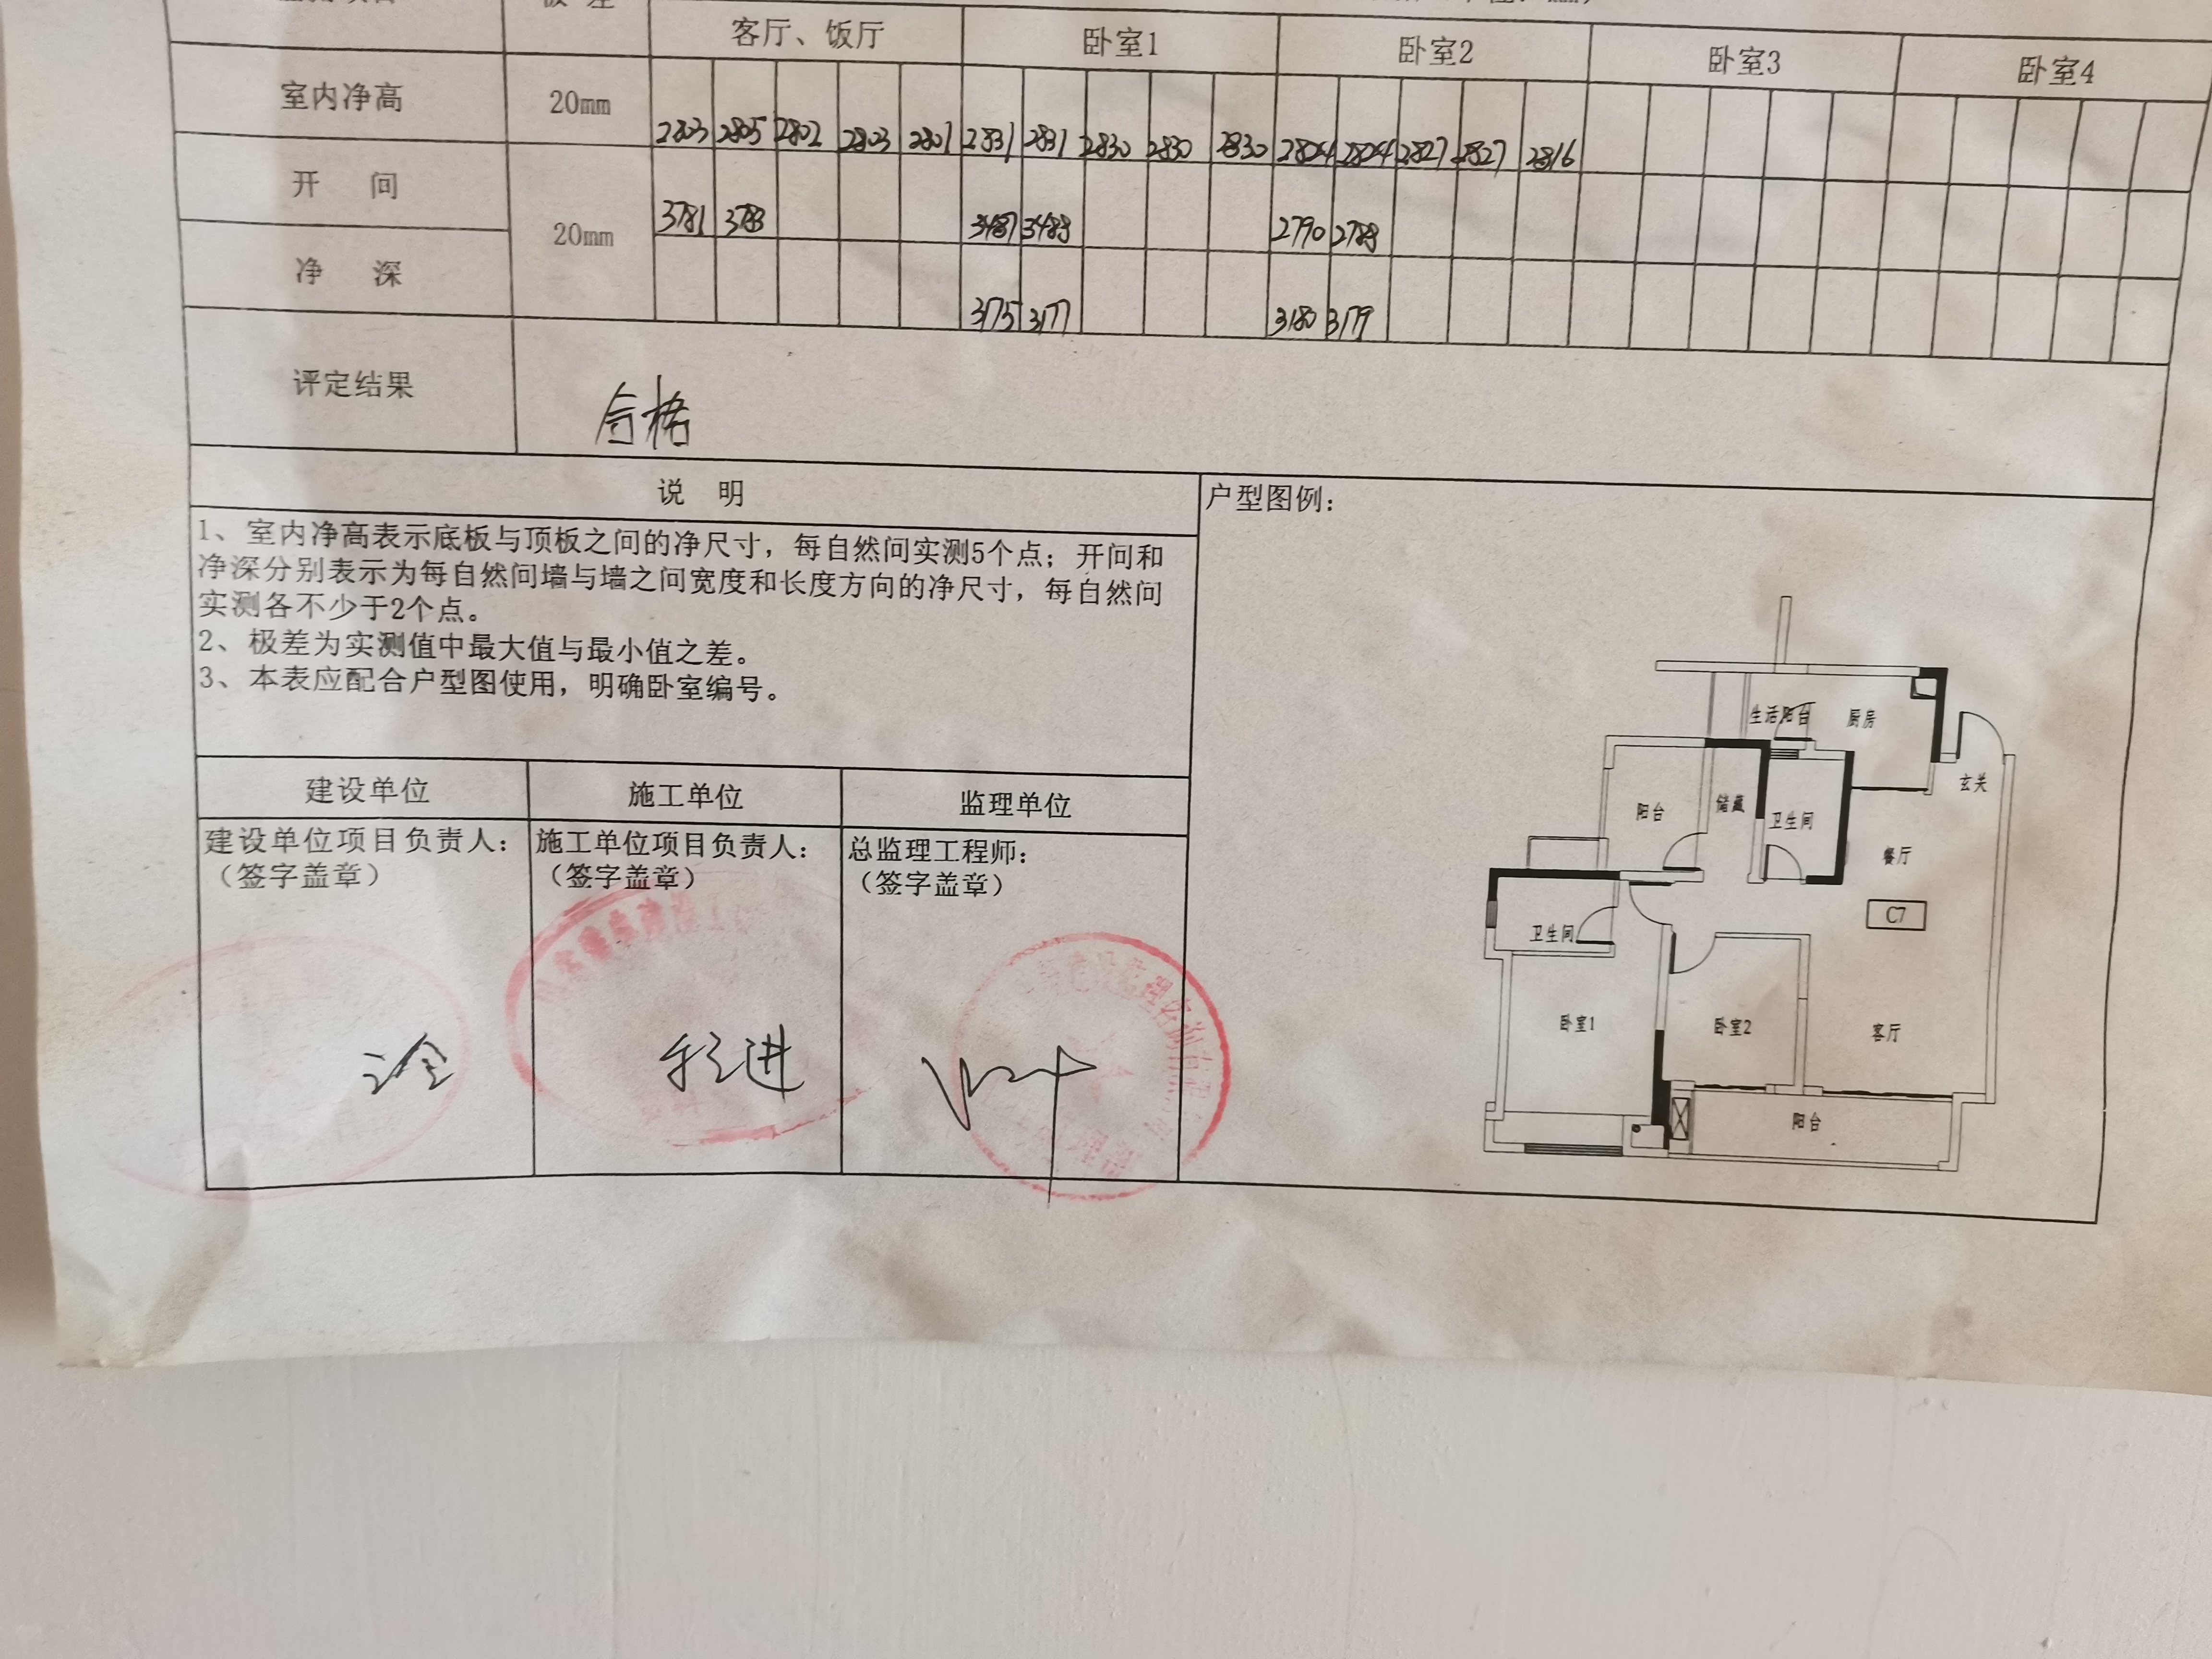 极 差
客厅、饭厅 卧室1 卧室2 卧室3 卧室4
室内净高 20mm 2803 2805 2802 2803 2801 2831 2831 2830 2830 2830 2824 2824 2827 2827 2816
开 间 20mm 3781 3783 3487 3488 2790 2788
净 深 3175 3177 3180 3179
评定结果 合格
说 明
1、室内净高表示底板与顶板之间的净尺寸，每自然间实测5个点；开间和
净深分别表示为每自然间墙与墙之间宽度和长度方向的净尺寸，每自然间
实测各不少于2个点。
2、极差为实测值中最大值与最小值之差。
3、本表应配合户型图使用，明确卧室编号。
户型图例：
生活阳台 厨房
玄关
阳台 储藏 卫生间
餐厅
C7
卫生间
卧室1 卧室2 客厅
阳台
建设单位 施工单位 监理单位
建设单位项目负责人： 施工单位项目负责人： 总监理工程师：
（签字盖章） （签字盖章） （签字盖章）